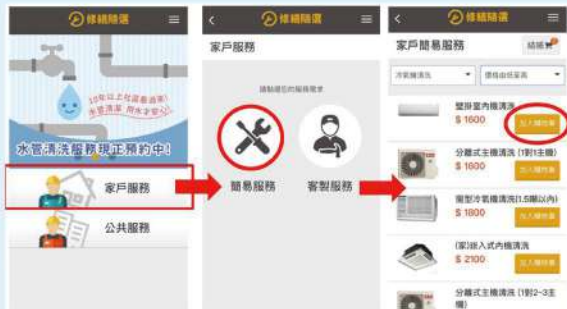 修繕隨選
10年以上社區最適家!
水管清潔 用水才安心!
水管清洗服務現正預約中!
家戶服務
公共服務
修繕隨選
家戶服務
請點選您的服務需求
簡易服務
客製服務
修繕隨選
家戶簡易服務
結帳
冷氣機清洗
價格由低至高
壁掛室內機清洗
$ 1600
加入購物車
分離式主機清洗 (1對1主機)
$ 1600
加入購物車
窗型冷氣機清洗(1.5噸以內)
$ 1800
加入購物車
(家)嵌入式內機清洗
$ 2100
加入購物車
分離式主機清洗 (1對2~3主
機)